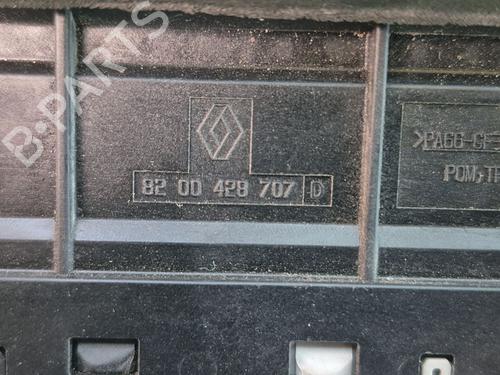 B-PARTS
82 00 428 707 D
>PA66-GF
POM,